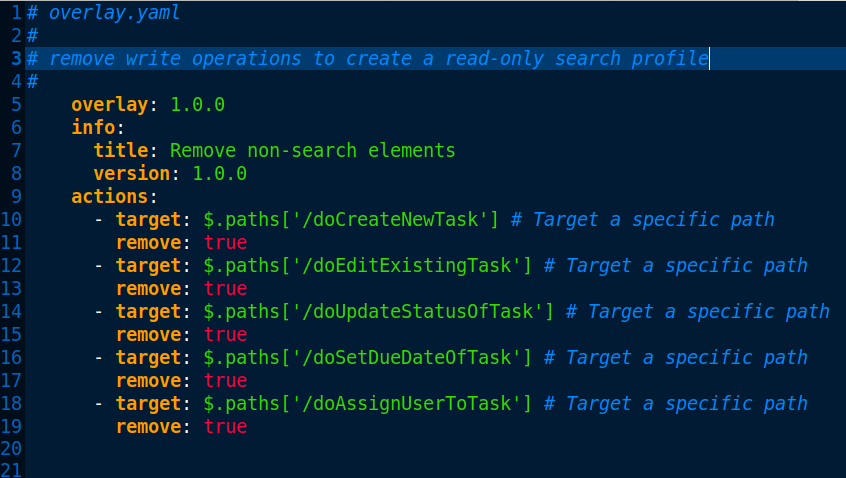 1 # overlay.yaml
2 #
3 # remove write operations to create a read-only search profile
4 #
5     overlay: 1.0.0
6     info:
7       title: Remove non-search elements
8       version: 1.0.0
9     actions:
10       - target: $.paths['/doCreateNewTask'] # Target a specific path
11         remove: true
12       - target: $.paths['/doEditExistingTask'] # Target a specific path
13         remove: true
14       - target: $.paths['/doUpdateStatusOfTask'] # Target a specific path
15         remove: true
16       - target: $.paths['/doSetDueDateOfTask'] # Target a specific path
17         remove: true
18       - target: $.paths['/doAssignUserToTask'] # Target a specific path
19         remove: true
20
21